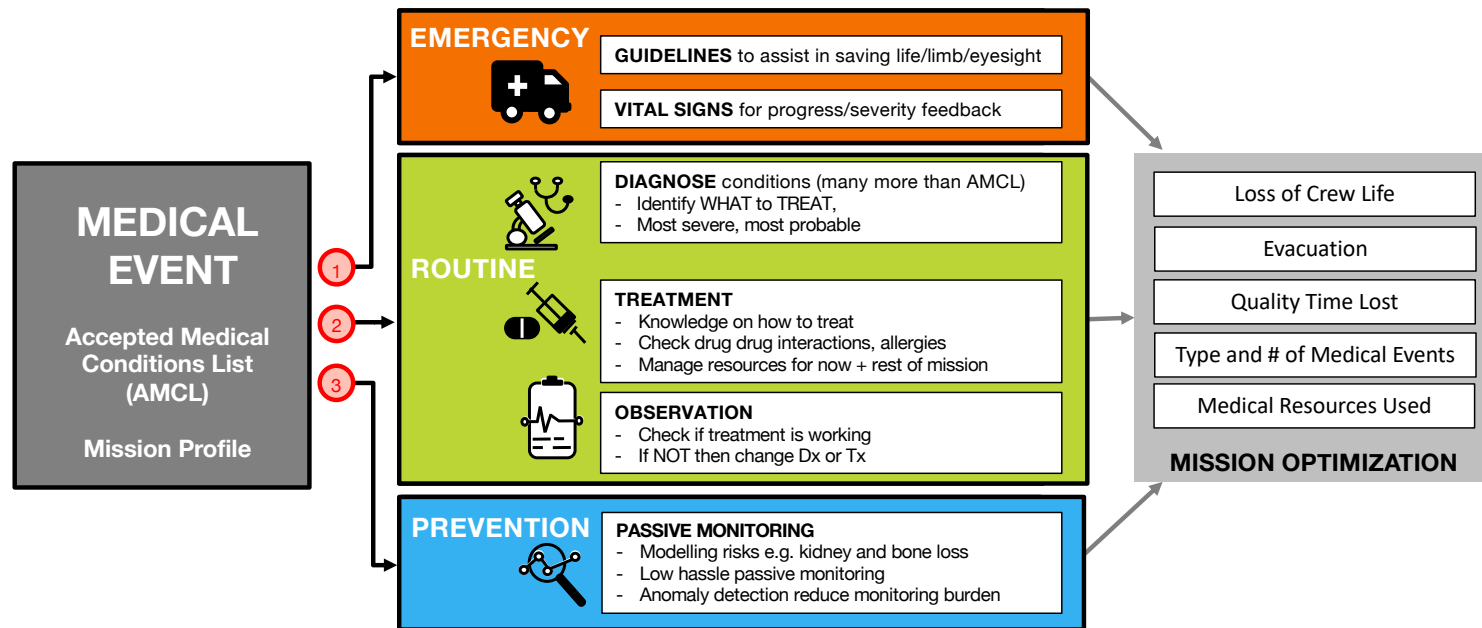 MEDICAL
EVENT
Accepted Medical
Conditions List
(AMCL)
Mission Profile
1
2
3
EMERGENCY
GUIDELINES to assist in saving life/limb/eyesight
VITAL SIGNS for progress/severity feedback
ROUTINE
DIAGNOSE conditions (many more than AMCL)
- Identify WHAT to TREAT,
- Most severe, most probable
TREATMENT
- Knowledge on how to treat
- Check drug drug interactions, allergies
- Manage resources for now + rest of mission
OBSERVATION
- Check if treatment is working
- If NOT then change Dx or Tx
PREVENTION
PASSIVE MONITORING
- Modelling risks e.g. kidney and bone loss
- Low hassle passive monitoring
- Anomaly detection reduce monitoring burden
Loss of Crew Life
Evacuation
Quality Time Lost
Type and # of Medical Events
Medical Resources Used
MISSION OPTIMIZATION